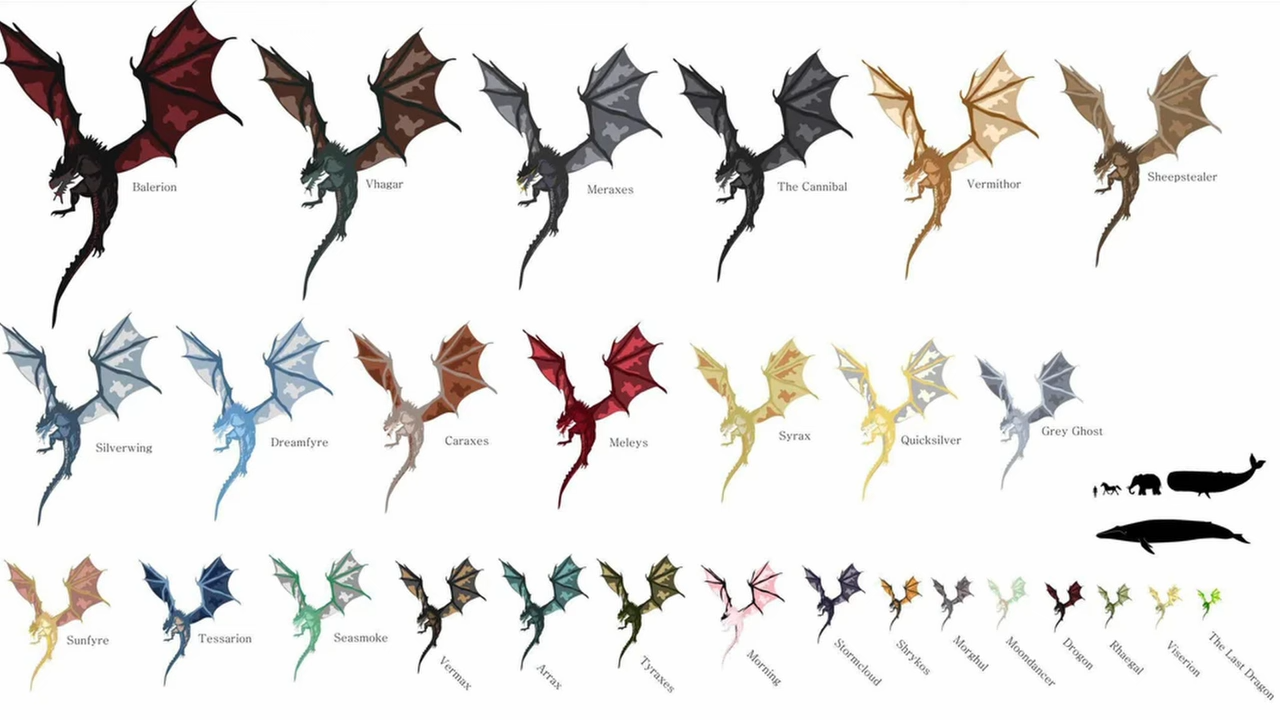 Balerion
Vhagar
Meraxes
The Cannibal
Vermithor
Sheepstealer
Silverwing
Dreamfyre
Caraxes
Meleys
Syrax
Quicksilver
Grey Ghost
Sunfyre
Tessarion
Seasmoke
Vermax
Arrax
Tyraxes
Morning
Stormcloud
Shrykos
Morghul
Moondancer
Drogon
Rhaegal
Viserion
The Last Dragon